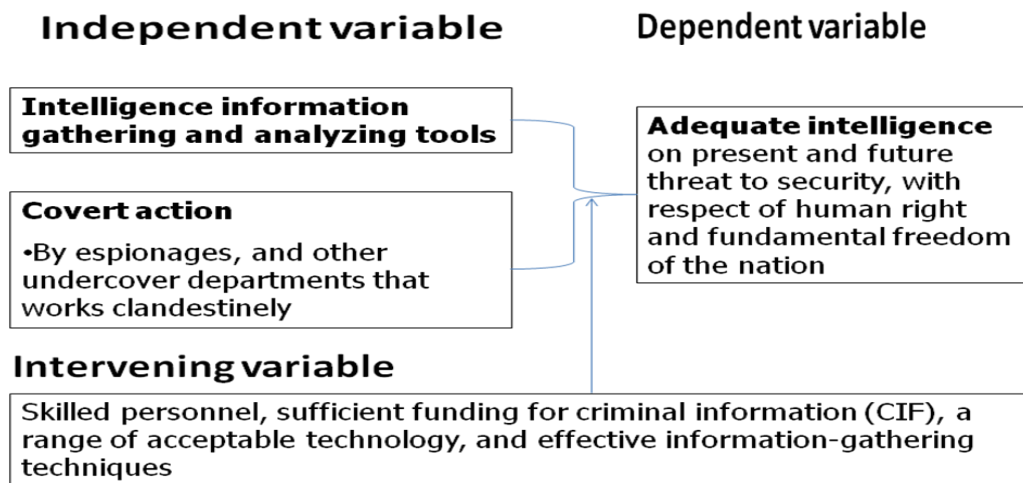 Independent variable
Dependent variable
Intelligence information
gathering and analyzing tools
Covert action
•By espionages, and other
undercover departments that
works clandestinely
Adequate intelligence
on present and future
threat to security, with
respect of human right
and fundamental freedom
of the nation
Intervening variable
Skilled personnel, sufficient funding for criminal information (CIF), a
range of acceptable technology, and effective information-gathering
techniques